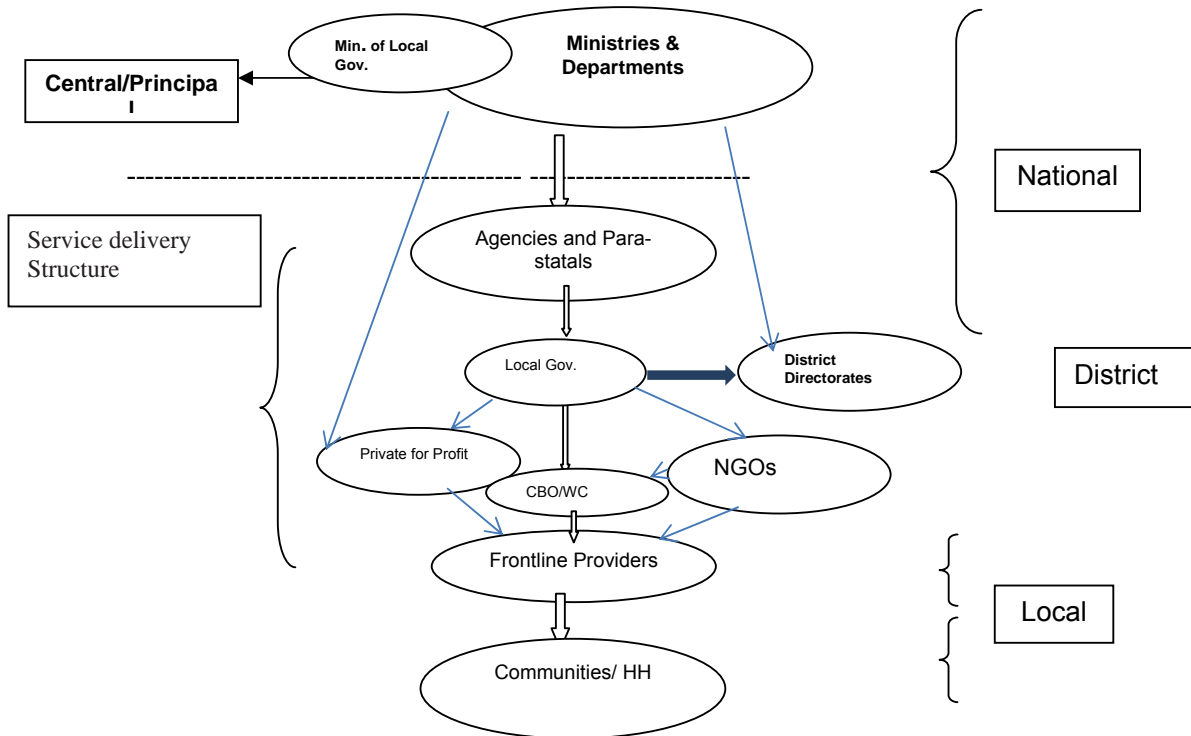 Min. of Local
Gov.
Ministries &
Departments
Central/Principa
l
National
Service delivery
Structure
Agencies and Para-
statals
Local Gov.
District
Directorates
District
Private for Profit
NGOs
CBO/WC
Frontline Providers
Local
Communities/ HH